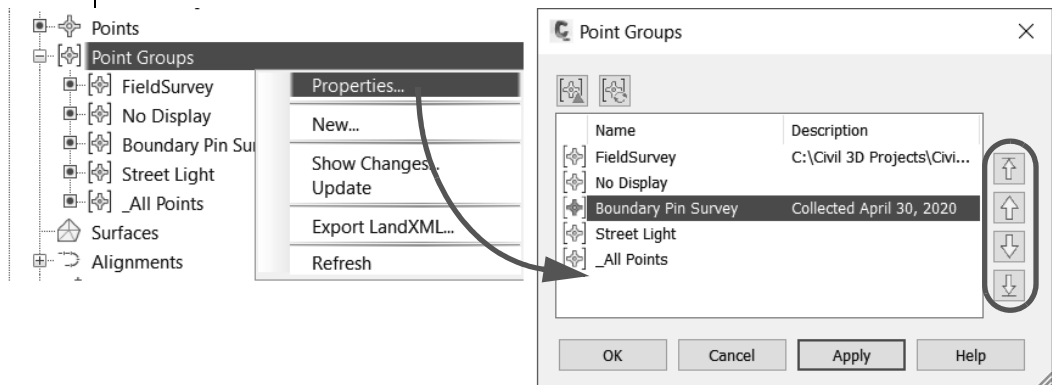 Points
Point Groups
FieldSurvey
No Display
Boundary Pin Su
Street Light
_All Points
Surfaces
Alignments
Properties...
New...
Show Changes..
Update
Export LandXML...
Refresh
Point Groups
Name Description
FieldSurvey C:\Civil 3D Projects\Civi...
No Display
Boundary Pin Survey Collected April 30, 2020
Street Light
_All Points
OK Cancel Apply Help